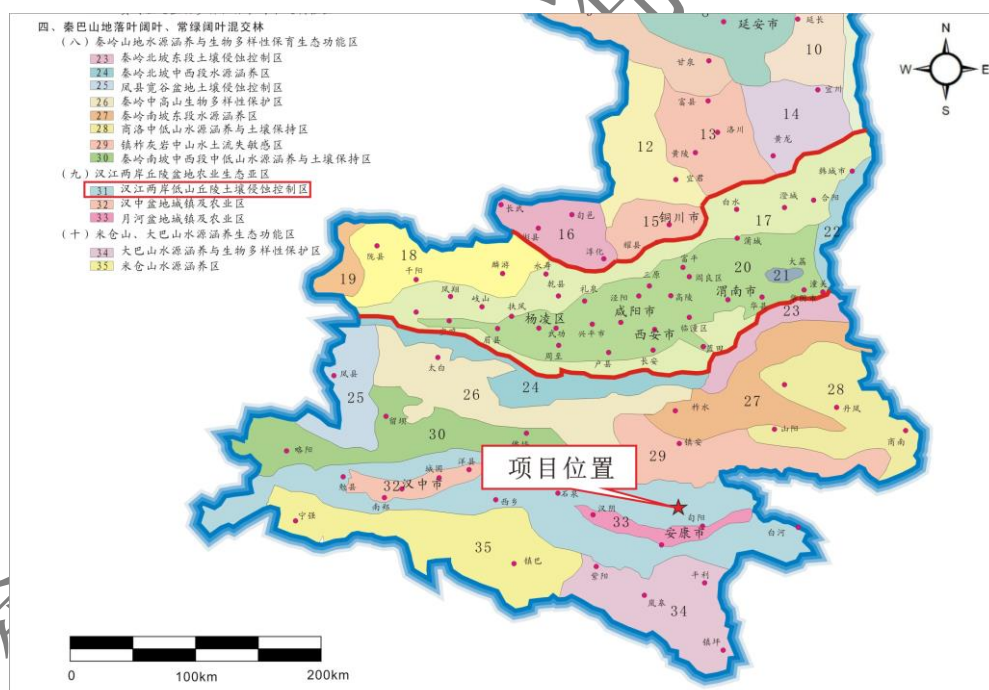 四、秦巴山地落叶阔叶、常绿阔叶混交林
(八)秦岭山地水源涵养与生物多样性保育生态功能区
23 秦岭北坡东段土壤侵蚀控制区
24 秦岭北坡中西段水源涵养区
25 凤县宽谷盆地土壤侵蚀控制区
26 秦岭中高山生物多样性保护区
27 秦岭南坡东段水源涵养区
28 商洛中低山水源涵养与土壤保持区
29 镇柞灰岩中山水土流失敏感区
30 秦岭南坡中西段中低山水源涵养与土壤保持区
(九)汉江两岸丘陵盆地农业生态亚区
31 汉江两岸低山丘陵土壤侵蚀控制区
32 汉中盆地城镇及农业区
33 月河盆地城镇及农业区
(十)米仓山、大巴山水源涵养生态功能区
34 大巴山水源涵养与生物多样性保护区
35 米仓山水源涵养区
N
W
E
S
延安市
延长
甘泉
10
宜川
富县
14
洛川
13
12
黄陵
黄龙
宜君
韩城市
长武
旬邑
15
铜川市
白水
澄城
合阳
17
16
彬县
淳化
耀县
蒲城
22
18
陇县
麟游
永寿
富平
20
大荔
19
千阳
乾县
三原
阎良区
21
潼关
凤翔
礼泉
泾阳
高陵
渭南市
岐山
扶风
咸阳市
华县
23
杨凌区
武功
兴平市
西安市
临潼区
眉县
周至
户县
长安
蓝田
太白
24
凤县
25
26
27
28
丹凤
柞水
留坝
30
山阳
商南
略阳
镇安
29
项目位置
洋县
城固
32
汉中市
勉县
南郑
西乡
石泉
汉阴
33
旬阳
宁强
安康市
白河
35
镇巴
紫阳
平利
岚皋
34
镇坪
0
100km
200km